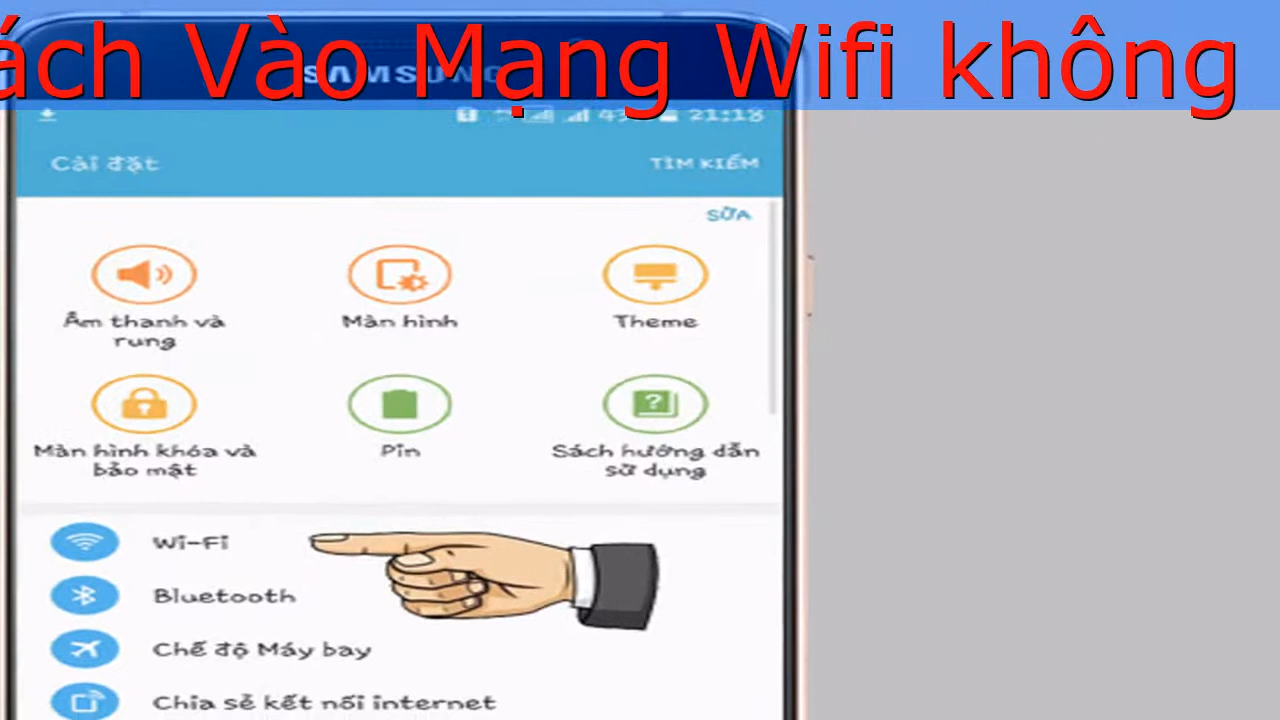 ách Vào Mạng Wifi không
SAMSUNG
21:18
Cài đặt
TÌM KIẾM
SỬA
Âm thanh và
rung
Màn hình
Theme
Màn hình khóa và
bảo mật
Pin
Sách hướng dẫn
sử dụng
Wi-Fi
Bluetooth
Chế độ Máy bay
Chia sẻ kết nối internet